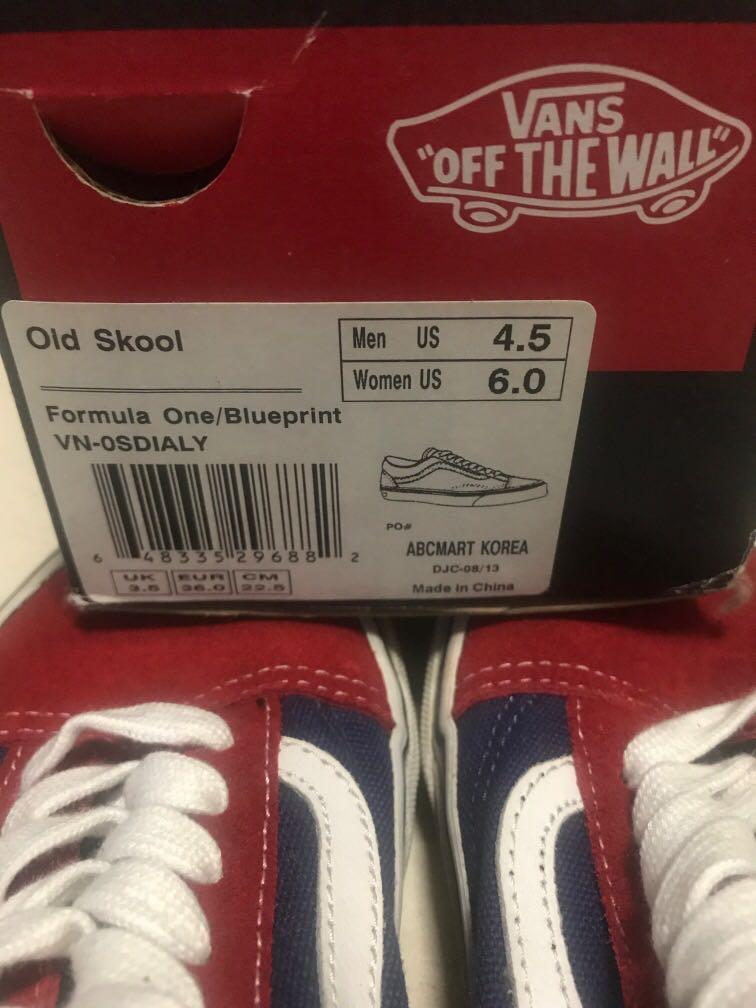 VANS
"OFF THE WALL"
Old Skool
Men US 4.5
Women US 6.0
Formula One/Blueprint
VN-0SDIALY
PO#
ABCMART KOREA
DJC-08/13
Made in China
6 48335 29688 2
UK EUR CM
3.5 36.0 22.5